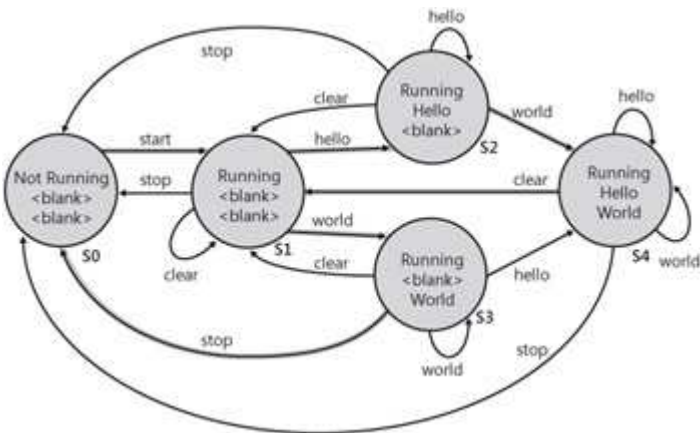 hello
stop
Running
Hello
<blank>
S2
clear
world
hello
start
hello
Not Running
<blank>
<blank>
S0
stop
Running
<blank>
<blank>
S1
clear
Running
Hello
World
S4
world
clear
clear
Running
<blank>
World
S3
hello
world
stop
world
stop